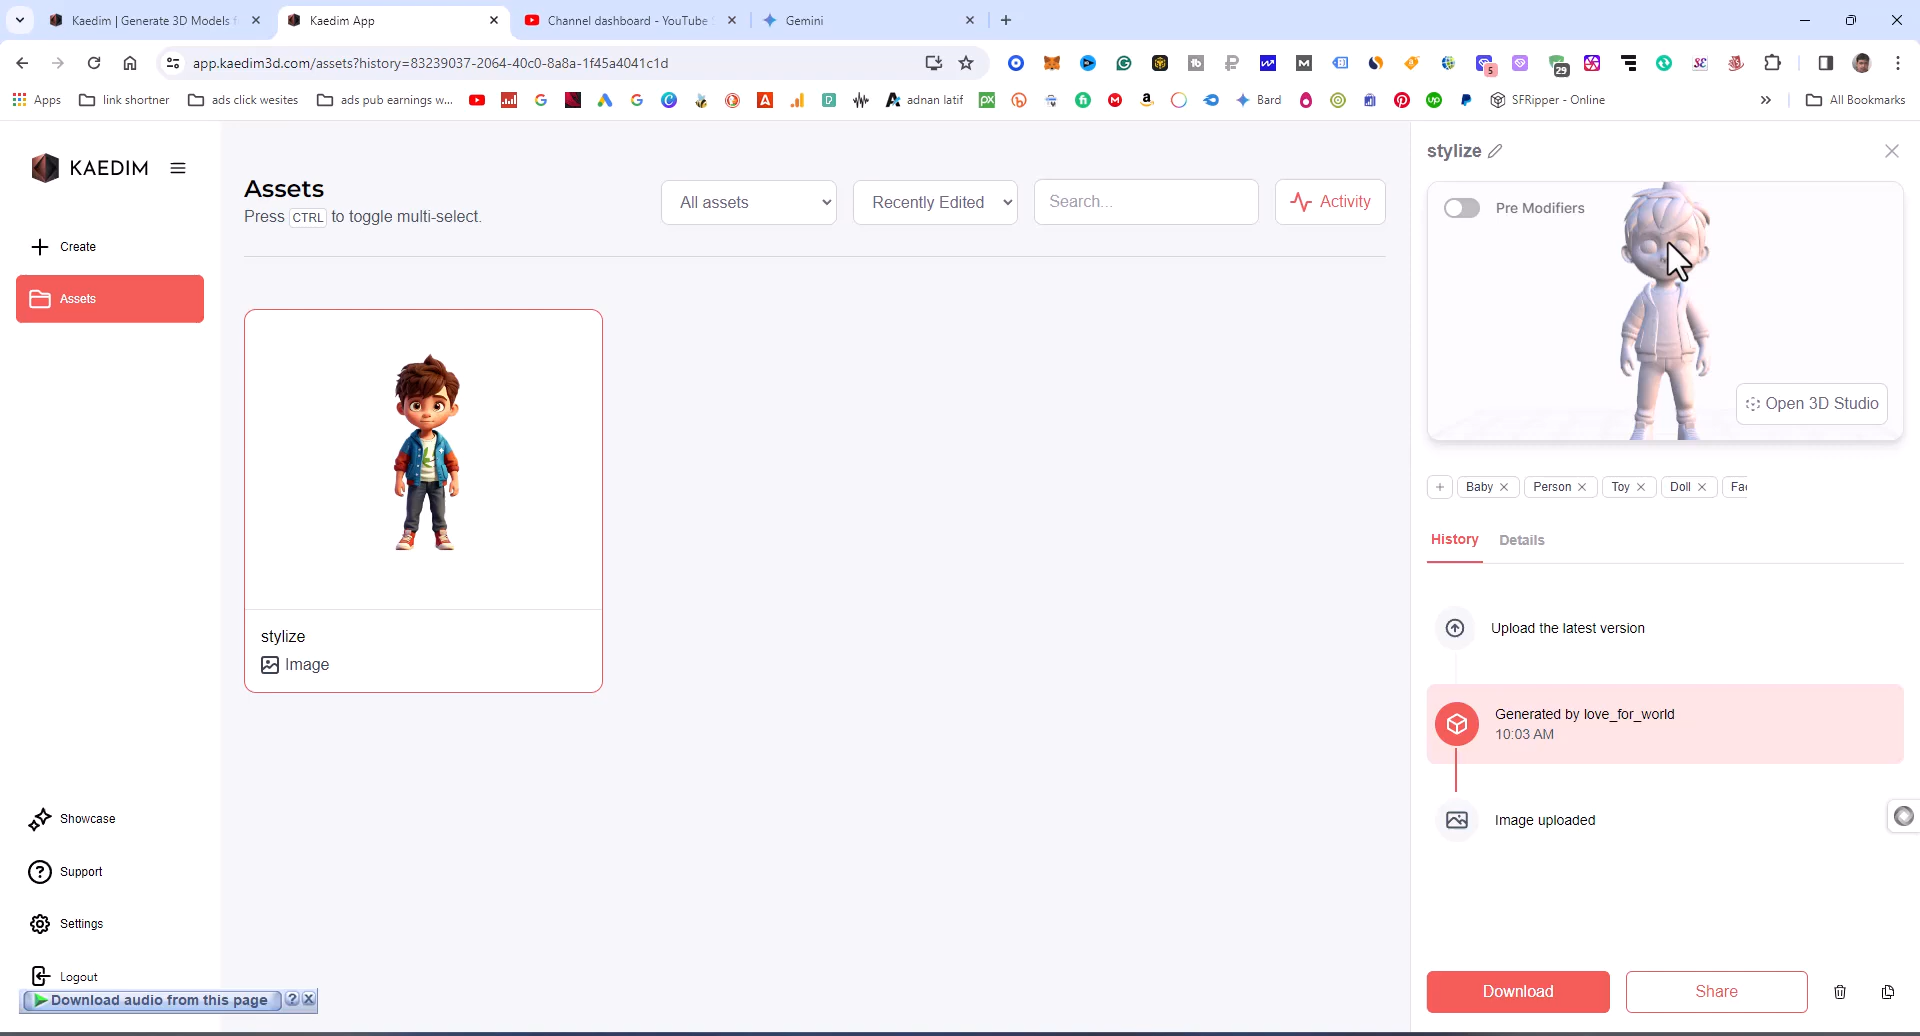 Kaedim | Generate 3D Models f
Kaedim App
Channel dashboard - YouTube
Gemini
app.kaedim3d.com/assets?history=83239037-2064-40c0-8a8a-1f45a4041c1d
5
29
Apps
link shortner
ads click wesites
ads pub earnings w...
adnan latif
Bard
SFRipper - Online
All Bookmarks
KAEDIM
Create
Assets
Showcase
Support
Settings
Logout
Download audio from this page
Assets
Press CTRL to toggle multi-select.
All assets
Recently Edited
Search...
Activity
stylize
Image
stylize
Pre Modifiers
Open 3D Studio
Baby
Person
Toy
Doll
Fac
History
Details
Upload the latest version
Generated by love_for_world
10:03 AM
Image uploaded
Download
Share